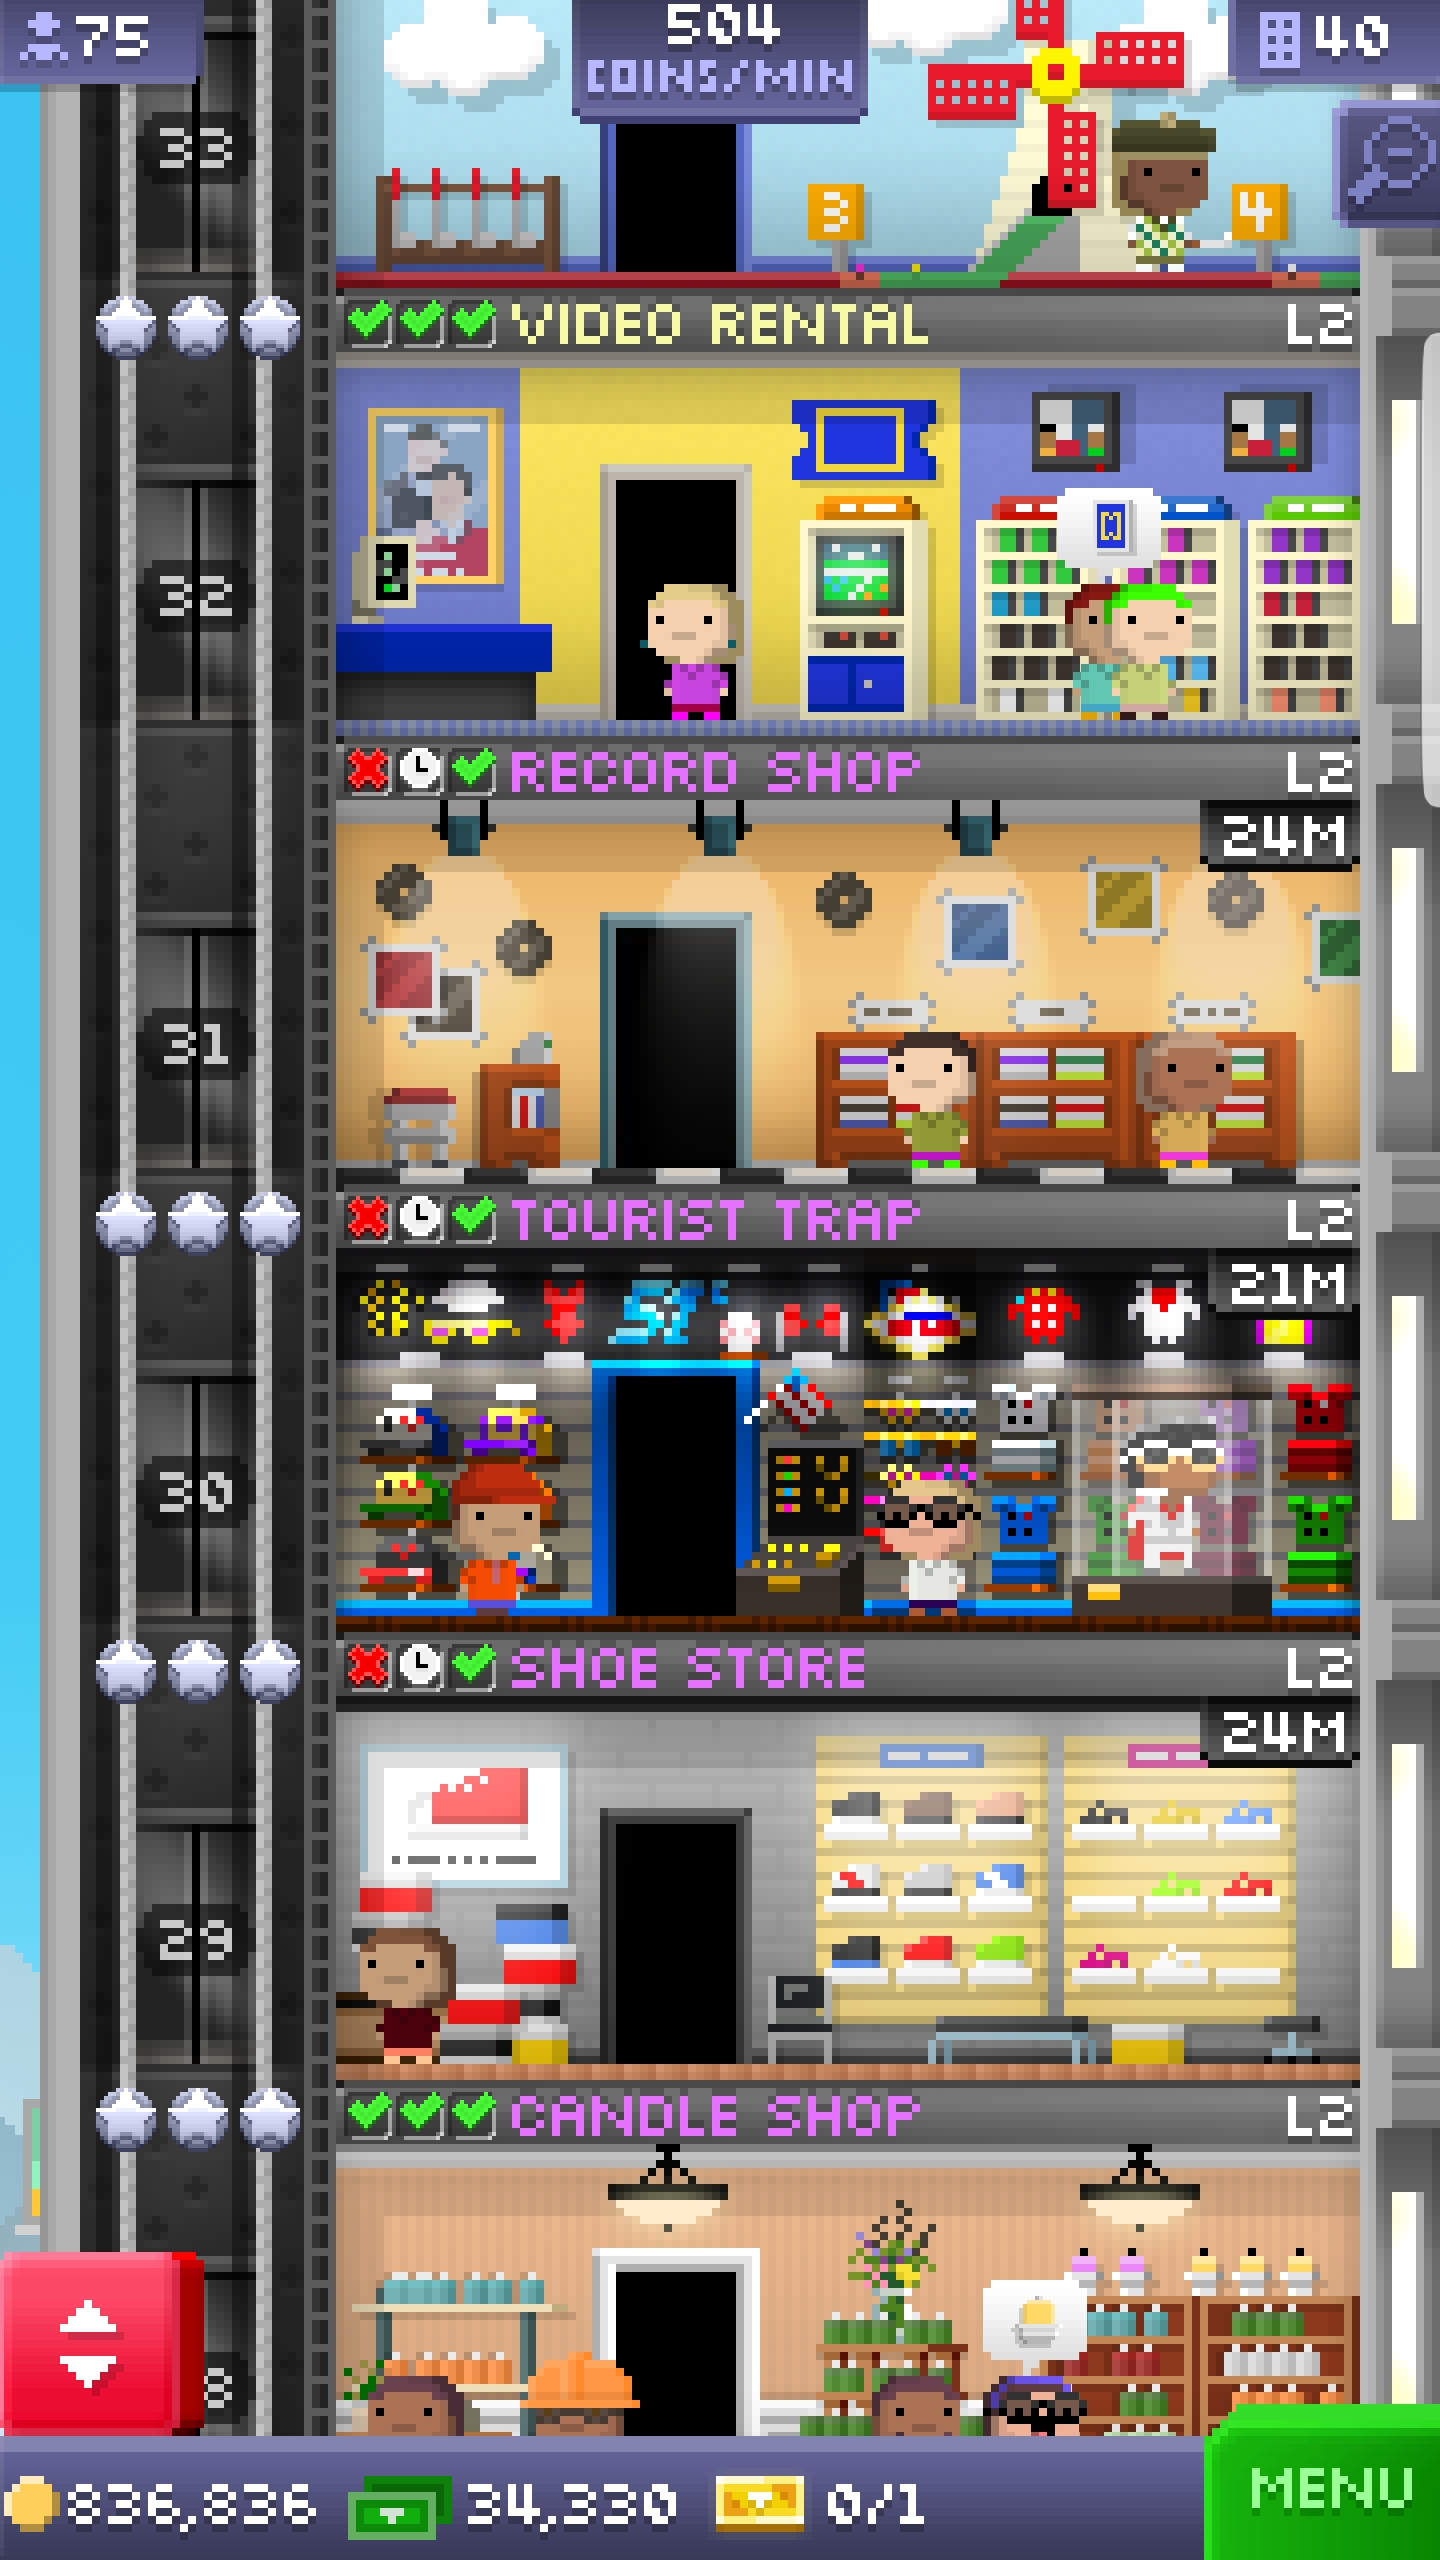 75
504
COINS/MIN
40
33
3
4
VIDEO RENTAL L2
32
RECORD SHOP L2
24M
31
TOURIST TRAP L2
21M
30
SHOE STORE L2
24M
29
CANDLE SHOP L2
8
836,836 34,330 0/1
MENU